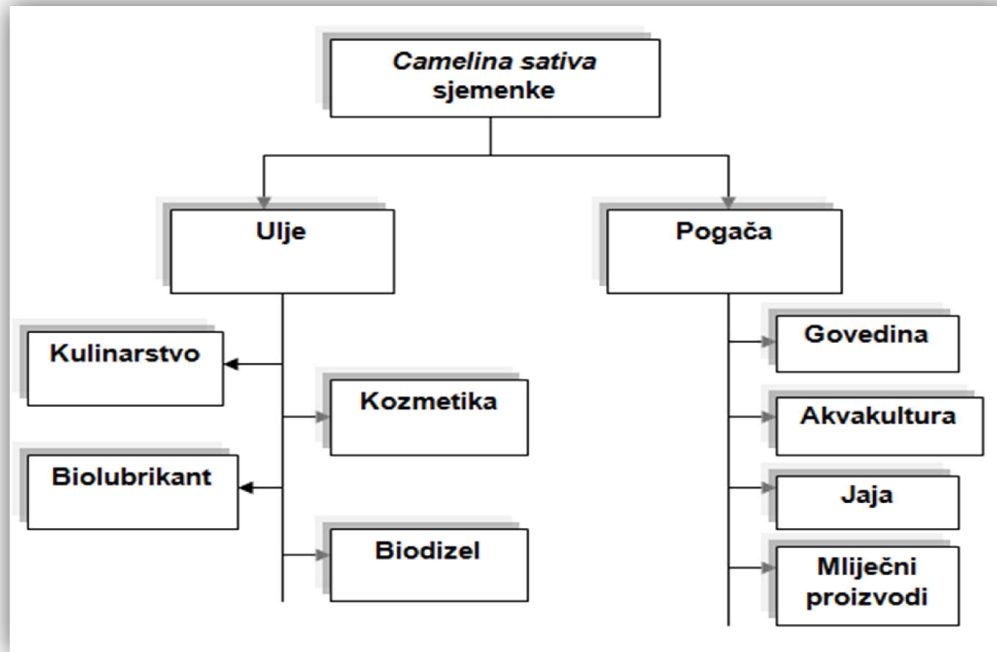 Camelina sativa
sjemenke
Ulje
Pogača
Kulinarstvo
Kozmetika
Biolubrikant
Biodizel
Govedina
Akvakultura
Jaja
Mliječni
proizvodi